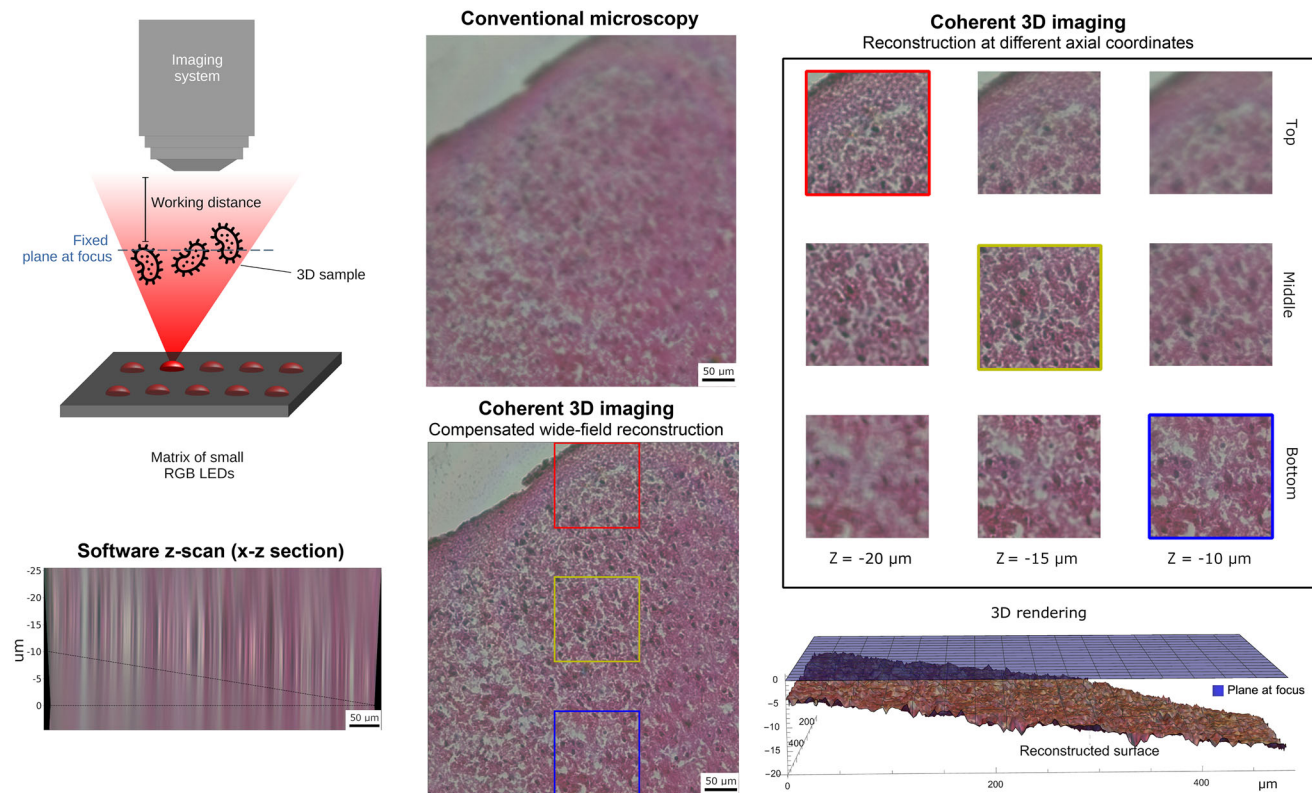 Imaging
system
Working distance
Fixed
plane at focus
3D sample
Matrix of small
RGB LEDs
Software z-scan (x-z section)
-25
-20
-15
-10
-5
0
um
50 µm
Conventional microscopy
50 µm
Coherent 3D imaging
Compensated wide-field reconstruction
50 µm
Coherent 3D imaging
Reconstruction at different axial coordinates
Top
Middle
Bottom
Z = -20 µm
Z = -15 µm
Z = -10 µm
3D rendering
Plane at focus
0
−5
−10
−15
−20
200
400
Reconstructed surface
0
200
400
µm